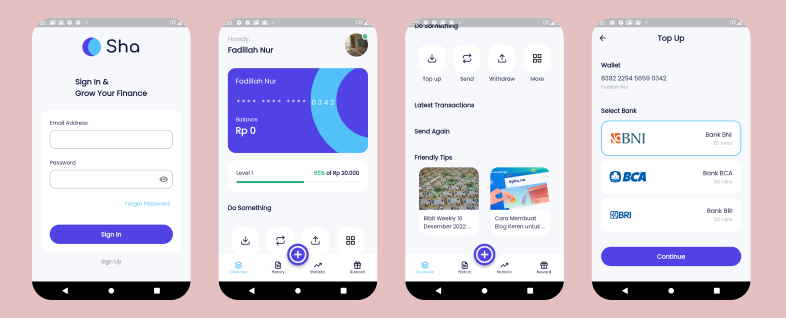 Sha
Sign In &
Grow Your Finance
Email Address
Password
Forgot Password
Sign In
Sign Up
Howdy,
Fadillah Nur
Fadillah Nur
**** **** **** 0342
Balance
Rp 0
Level 1
55% of Rp 20.000
Do Something
Overview
History
Statistic
Reward
Do Something
Top up
Send
Withdraw
More
Latest Transactions
Send Again
Friendly Tips
Bibit Weekly 16
Desember 2022:...
Cara Membuat
Blog Keren untuk ...
Overview
History
Statistic
Reward
Top Up
Wallet
8392 2294 5659 0342
Fadillah Nur
Select Bank
BNI
Bank BNI
50 mins
BCA
Bank BCA
50 mins
BRI
Bank BRI
50 mins
Continue